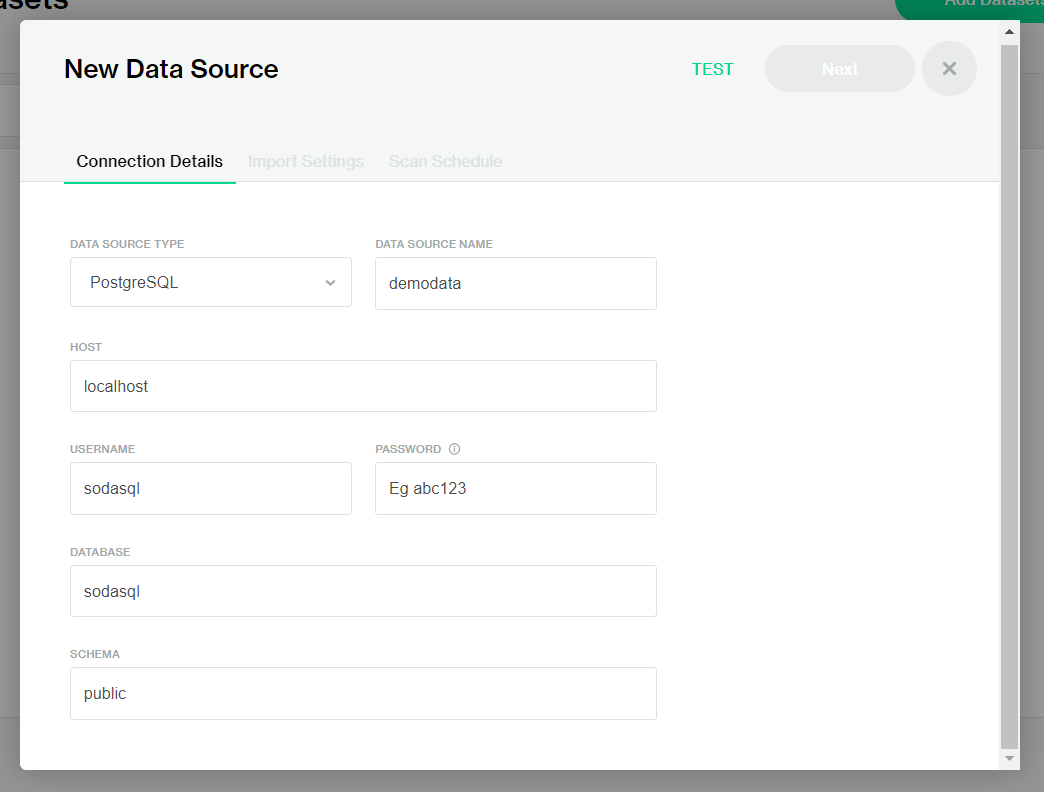 asets
Add Datasets
New Data Source
TEST
Next
Connection Details
Import Settings
Scan Schedule
DATA SOURCE TYPE
DATA SOURCE NAME
PostgreSQL
demodata
HOST
localhost
USERNAME
PASSWORD
sodasql
Eg abc123
DATABASE
sodasql
SCHEMA
public